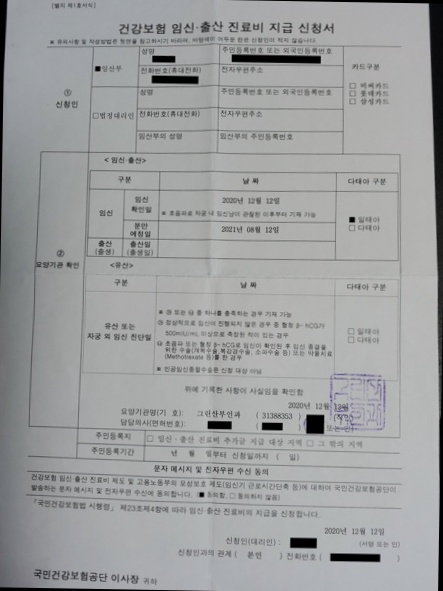 [별지 제1호서식]
건강보험 임신·출산 진료비 지급 신청서
※ 유의사항 및 작성방법은 뒷면을 참고하시기 바라며, 바탕색이 어두운 란은 신청인이 적지 않습니다.
① 신청인
■임산부
성명
주민등록번호 또는 외국인등록번호
전화번호(휴대전화)
전자우편주소
카드구분
□ 비씨카드
□ 롯데카드
□ 삼성카드
□법정대리인
성명
주민등록번호 또는 외국인등록번호
전화번호(휴대전화)
전자우편주소
임산부의 성명
임산부의 주민등록번호
② 요양기관 확인
<임신·출산>
구분
날 짜
다태아 구분
임신
임신 확인일
2020년 12월 12일
※ 초음파로 자궁 내 임신낭이 관찰된 이후부터 기재 가능
분만 예정일
2021년 08월 12일
■ 일태아
□ 다태아
출산 (출생)
출산일 (출생일)
<유산>
구분
날 짜
다태아 구분
유산 또는 자궁 외 임신 진단일
※ ㉮ 또는 ㉯ 중 하나를 충족하는 경우 기재 가능
㉮ 정상적으로 임신이 진행되지 않은 경우 중 혈청 β- hCG가
500mIU/mL 이상으로 측정된 적이 있는 경우
㉯ 초음파 또는 혈청 β- hCG로 임신이 확인된 후 임신 종결을
위한 수술(개복수술, 복강경수술, 소파수술 등) 또는 약물치료
(Methotrexate 등)를 한 경우
※ 인공임신중절수술은 신청 대상 아님
□ 일태아
□ 다태아
위에 기록한 사항이 사실임을 확인함
2020년 12월 12일
요양기관명(기 호): 그린산부인과 ( 31388353 )
담당의사(면허번호): ( )
또는 인)
주민등록지
□ 임신·출산 진료비 추가금 지급 대상 지역 □ 그 밖의 지역
주민등록기간
년 월 일부터 신청일까지 ( 일)
문자 메시지 및 전자우편 수신 동의
건강보험 임신·출산 진료비 제도 및 고용노동부의 모성보호 제도(임신기 근로시간단축 등)에 대하여 국민건강보험공단이
발송하는 문자 메시지 및 전자우편 수신에 동의합니다. (■ 동의함, □ 동의하지 않음)
「국민건강보험법 시행령」 제23조제4항에 따라 임신·출산 진료비의 지급을 신청합니다.
2020년 12월 12일
신청인(대리인) : (서명 또는 인)
신청인과의 관계 ( 본인 ) 전화번호 ( )
국민건강보험공단 이사장 귀하